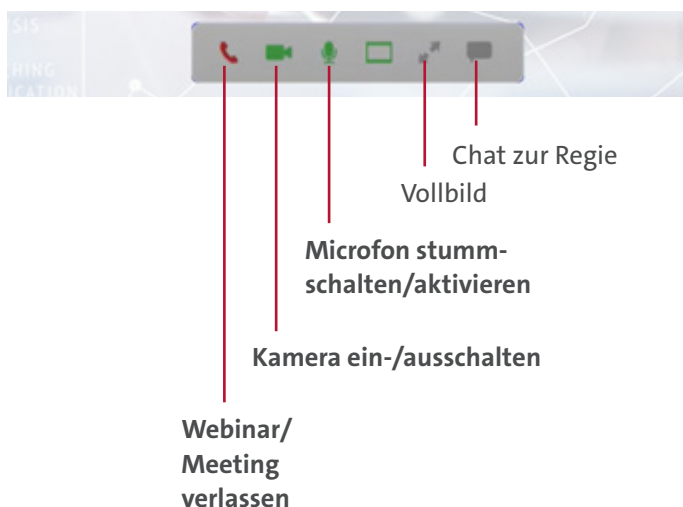 Chat zur Regie
Vollbild
Microfon stumm-
schalten/aktivieren
Kamera ein-/ausschalten
Webinar/
Meeting
verlassen